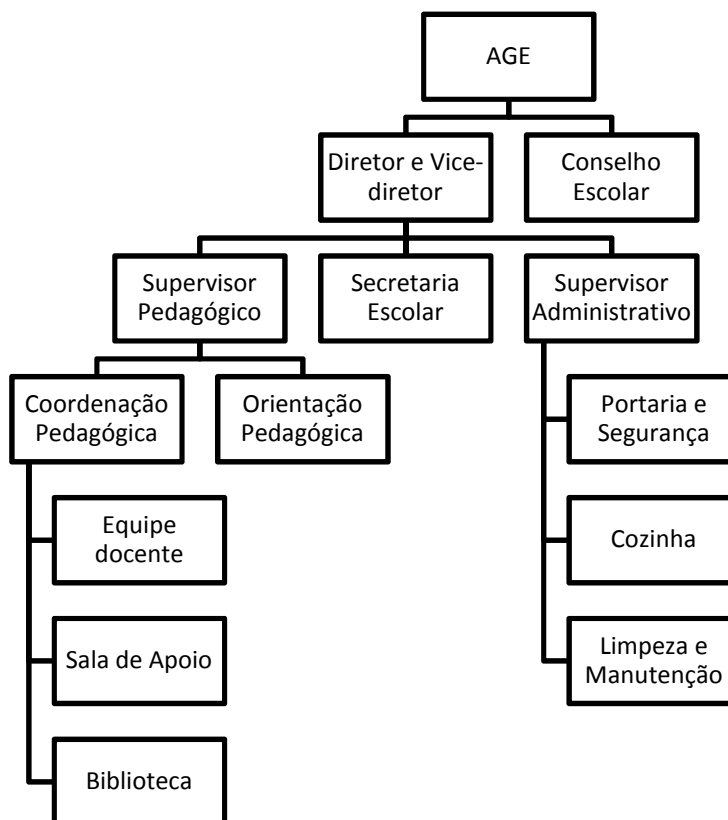 AGE
Diretor e Vice-
diretor
Conselho
Escolar
Supervisor
Pedagógico
Secretaria
Escolar
Supervisor
Administrativo
Coordenação
Pedagógica
Orientação
Pedagógica
Portaria e
Segurança
Equipe
docente
Cozinha
Sala de Apoio
Limpeza e
Manutenção
Biblioteca